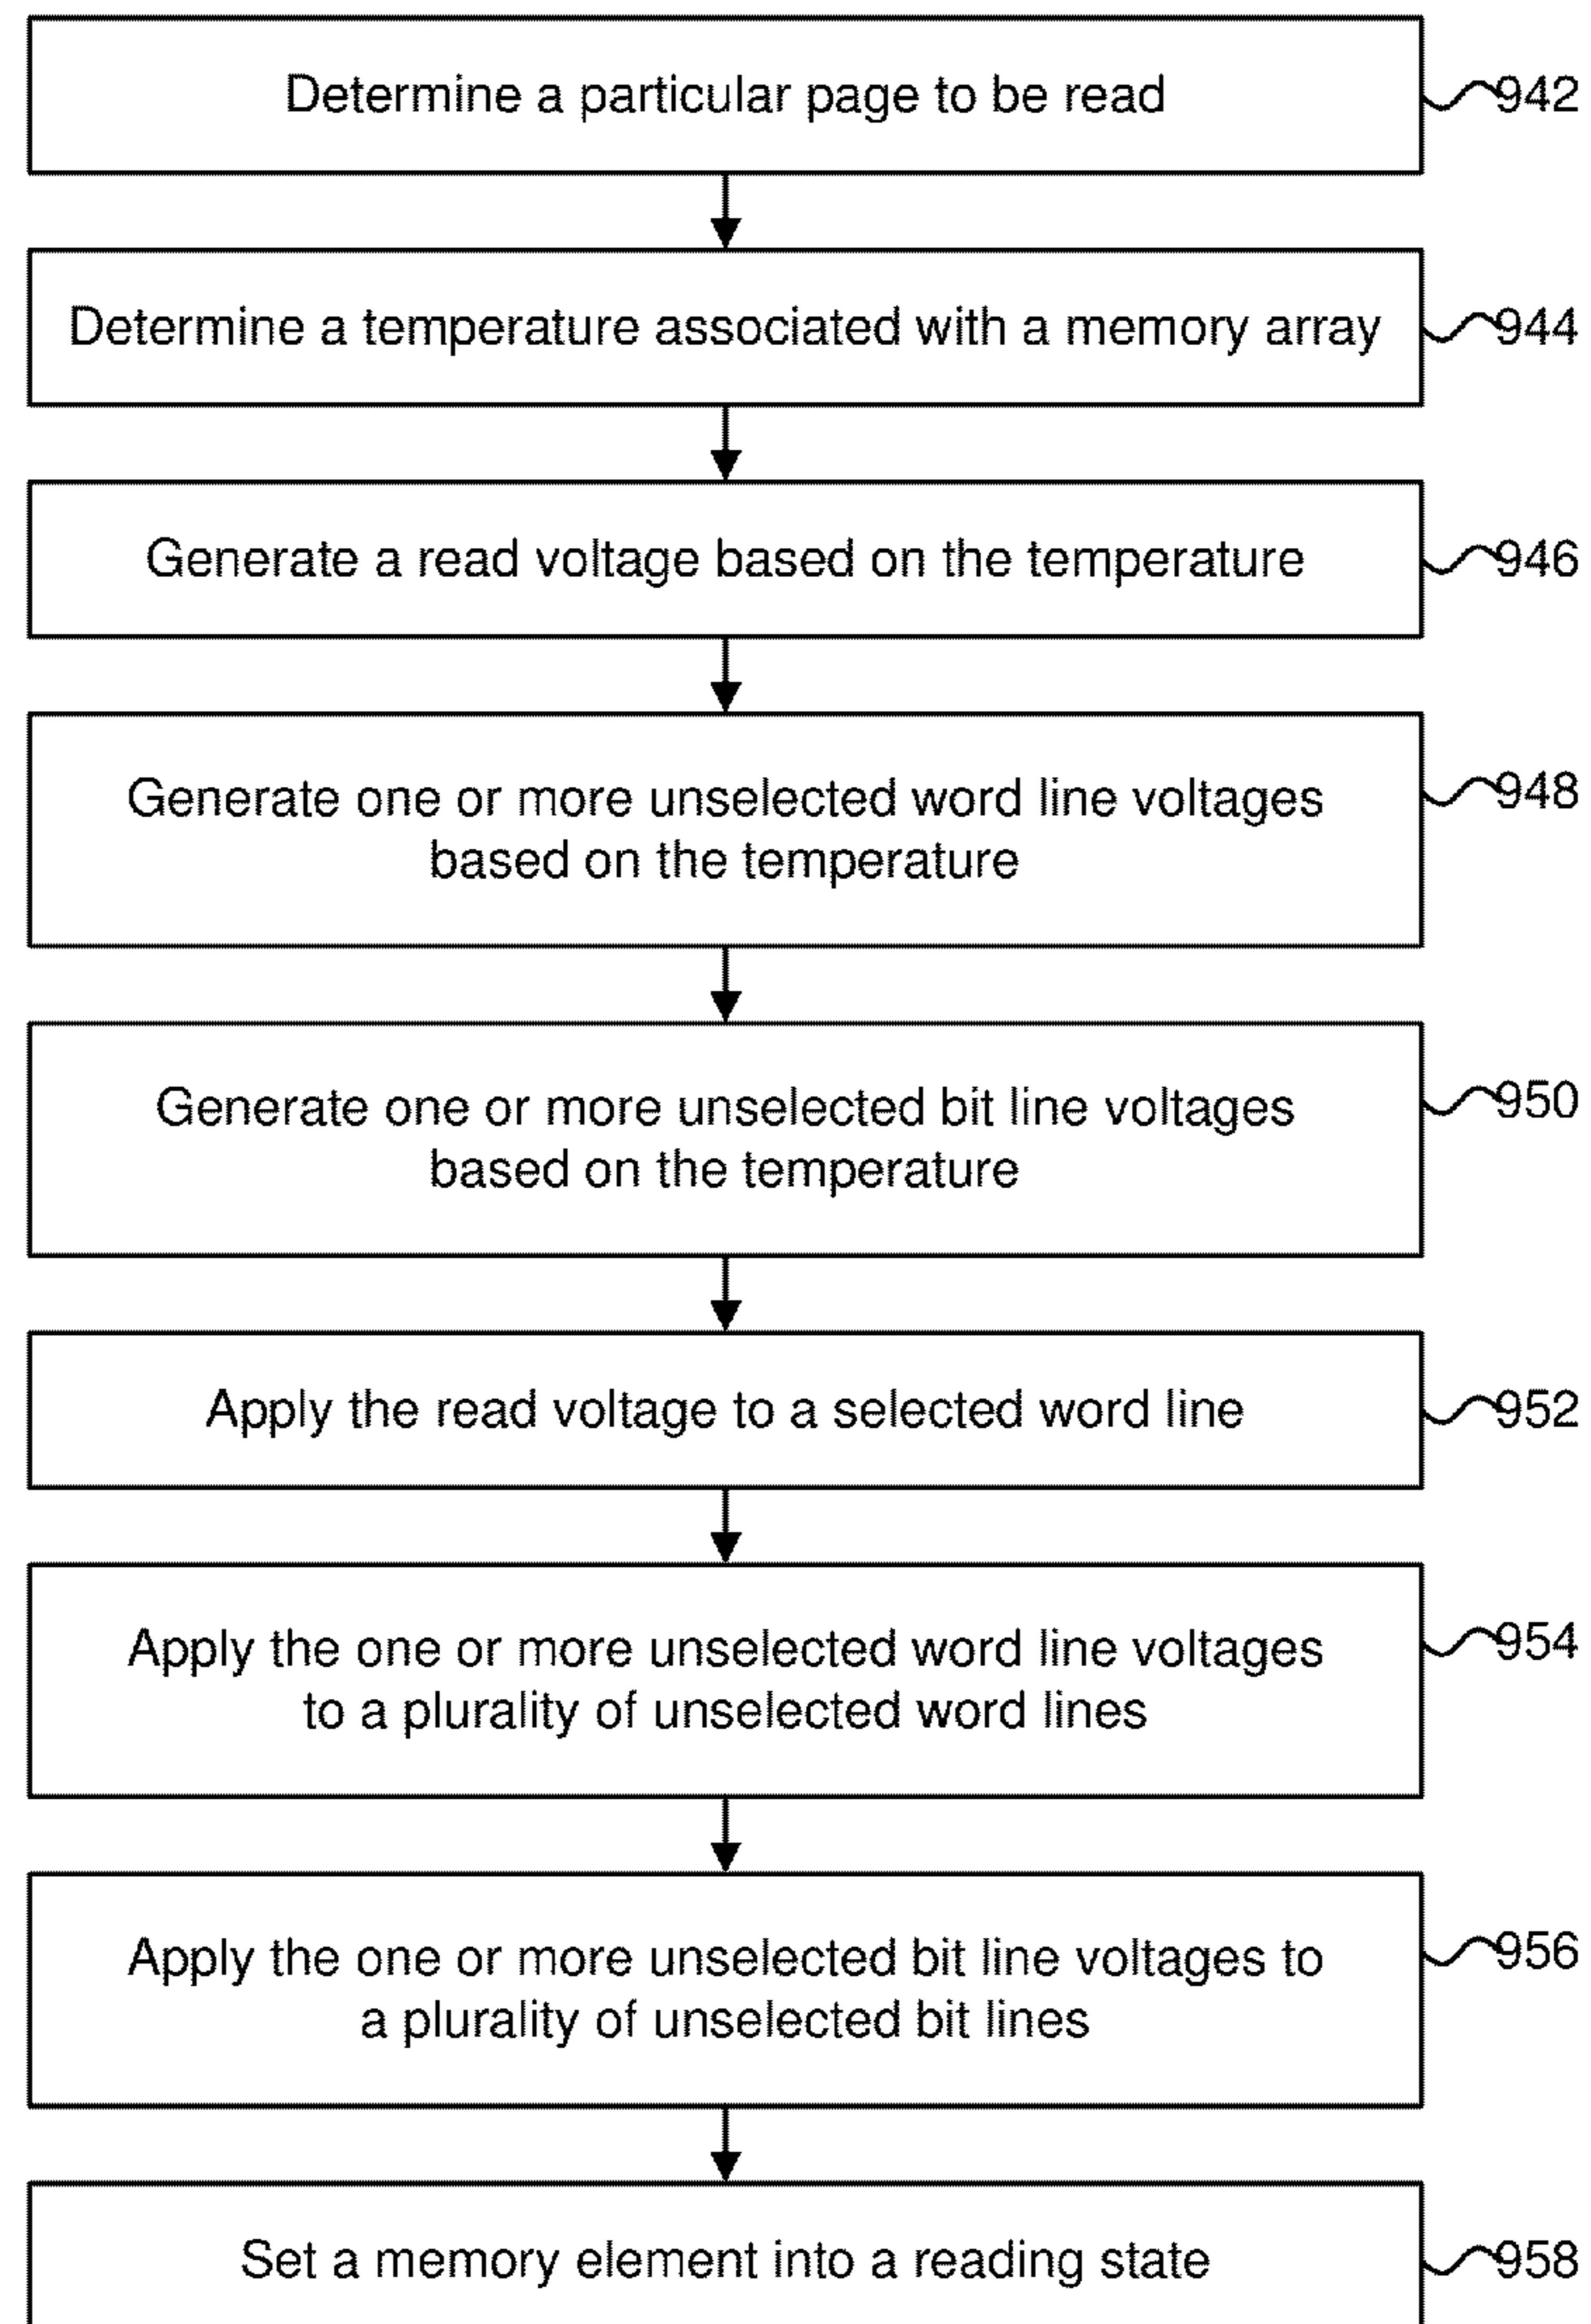 Determine a particular page to be read
942
Determine a temperature associated with a memory array
944
Generate a read voltage based on the temperature
946
Generate one or more unselected word line voltages
based on the temperature
948
Generate one or more unselected bit line voltages
based on the temperature
950
Apply the read voltage to a selected word line
952
Apply the one or more unselected word line voltages
to a plurality of unselected word lines
954
Apply the one or more unselected bit line voltages to
a plurality of unselected bit lines
956
Set a memory element into a reading state
958